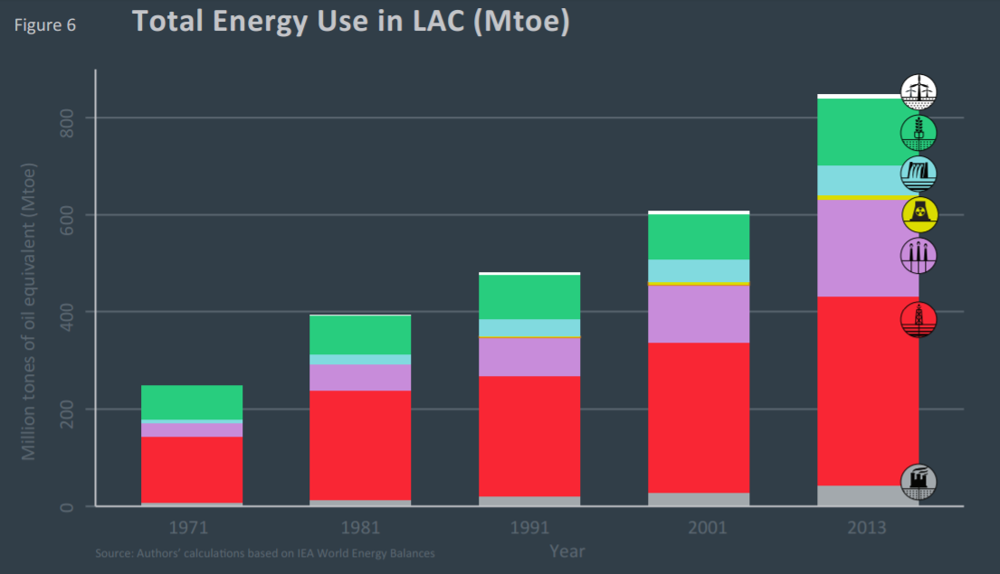 Figure 6
Total Energy Use in LAC (Mtoe)
Million tones of oil equivalent (Mtoe)
800
600
400
200
0
1971 1981 1991 2001 2013
Year
Source: Authors' calculations based on IEA World Energy Balances